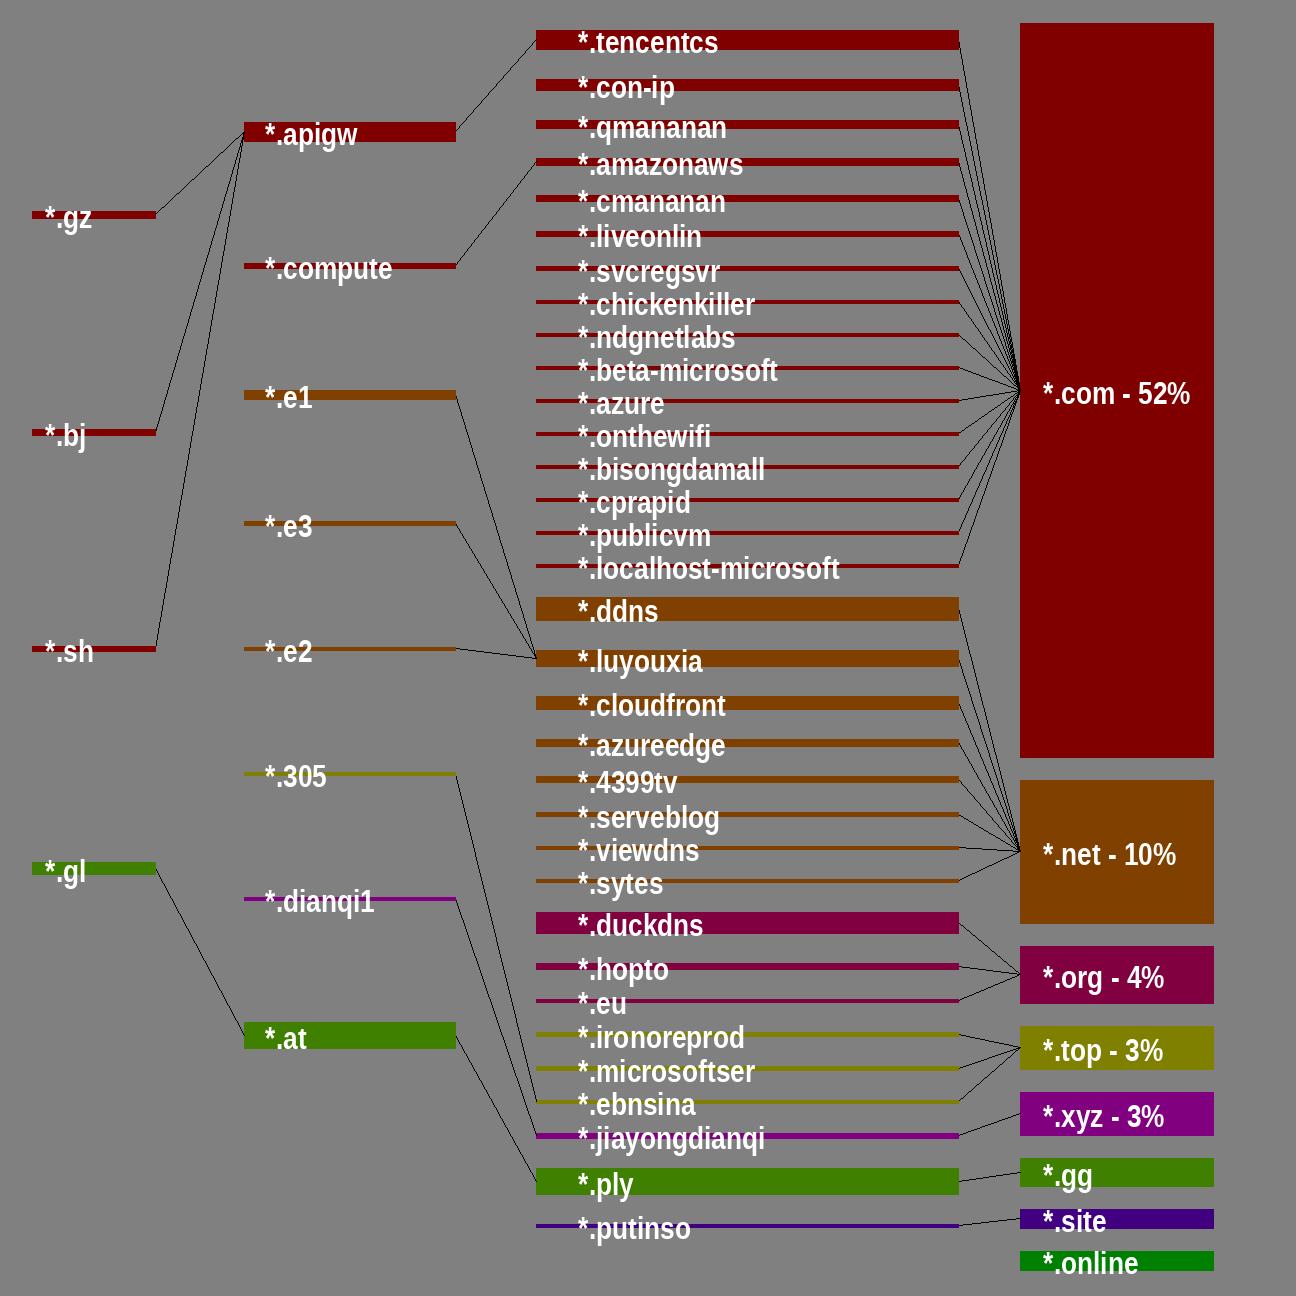 *.gz
*.bj
*.sh
*.gl
*.apigw
*.compute
*.e1
*.e3
*.e2
*.305
*.dianqi1
*.at
*.tencentcs
*.con-ip
*.qmananan
*.amazonaws
*.cmananan
*.liveonlin
*.svcregsvr
*.chickenkiller
*.ndgnetlabs
*.beta-microsoft
*.azure
*.onthewifi
*.bisongdamall
*.cprapid
*.publicvm
*.localhost-microsoft
*.ddns
*.luyouxia
*.cloudfront
*.azureedge
*.4399tv
*.serveblog
*.viewdns
*.sytes
*.duckdns
*.hopto
*.eu
*.ironoreprod
*.microsoftser
*.ebnsina
*.jiayongdianqi
*.ply
*.putinso
*.com - 52%
*.net - 10%
*.org - 4%
*.top - 3%
*.xyz - 3%
*.gg
*.site
*.online